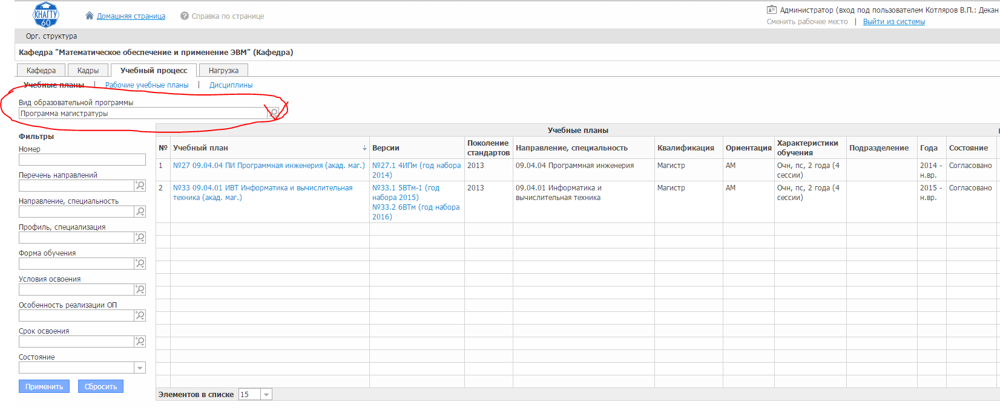 КНАГТУ
60
Домашняя страница
Справка по странице
Администратор (вход под пользователем Котляров В.П.: Декан
Сменить рабочее место | Выйти из системы
Орг. структура
Кафедра "Математическое обеспечение и применение ЭВМ" (Кафедра)
Кафедра
Кадры
Учебный процесс
Нагрузка
Учебные планы | Рабочие учебные планы | Дисциплины
Вид образовательной программы
Программа магистратуры
Фильтры
Номер
Перечень направлений
Направление, специальность
Профиль, специализация
Форма обучения
Условия освоения
Особенность реализации ОП
Срок освоения
Состояние
Применить
Сбросить
Учебные планы
№
Учебный план
Версии
Поколение
стандартов
Направление, специальность
Квалификация
Ориентация
Характеристики
обучения
Подразделение
Года
Состояние
1
№27 09.04.04 ПИ Программная инженерия (акад. маг.)
№27.1 4ИПм (год набора
2014)
2013
09.04.04 Программная инженерия
Магистр
АМ
Очн, пс, 2 года (4
сессии)
2014 -
н.вр.
Согласовано
2
№33 09.04.01 ИВТ Информатика и вычислительная
техника (акад. маг.)
№33.1 5ВТм-1 (год
набора 2015)
№33.2 6ВТм (год набора
2016)
2013
09.04.01 Информатика и
вычислительная техника
Магистр
АМ
Очн, пс, 2 года (4
сессии)
2015 -
н.вр.
Согласовано
Элементов в списке 15